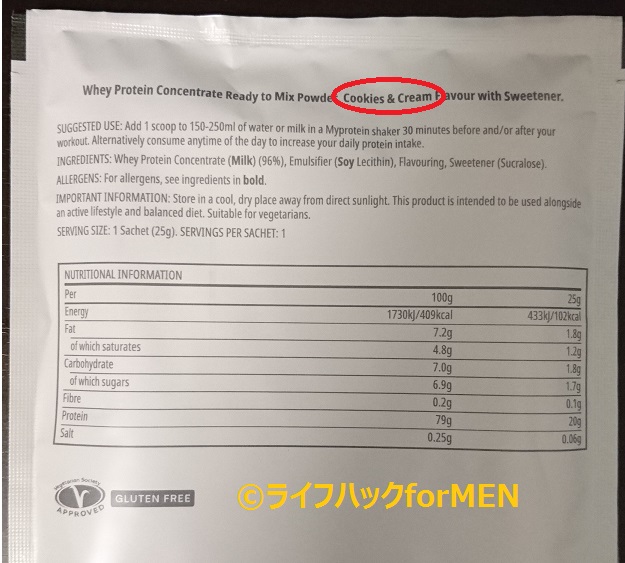 Whey Protein Concentrate Ready to Mix Powde Cookies & Cream Flavour with Sweetener.
SUGGESTED USE: Add 1 scoop to 150-250ml of water or milk in a Myprotein shaker 30 minutes before and/or after your
workout. Alternatively consume anytime of the day to increase your daily protein intake.
INGREDIENTS: Whey Protein Concentrate (Milk) (96%), Emulsifier (Soy Lecithin), Flavouring, Sweetener (Sucralose).
ALLERGENS: For allergens, see ingredients in bold.
IMPORTANT INFORMATION: Store in a cool, dry place away from direct sunlight. This product is intended to be used alongside
an active lifestyle and balanced diet. Suitable for vegetarians.
SERVING SIZE: 1 Sachet (25g). SERVINGS PER SACHET: 1
NUTRITIONAL INFORMATION
Per 100g 25g
Energy 1730kJ/409kcal 433kJ/102kcal
Fat 7.2g 1.8g
of which saturates 4.8g 1.2g
Carbohydrate 7.0g 1.8g
of which sugars 6.9g 1.7g
Fibre 0.2g 0.1g
Protein 79g 20g
Salt 0.25g 0.06g
Vegetarian Society
APPROVED
GLUTEN FREE
©ライフハックforMEN